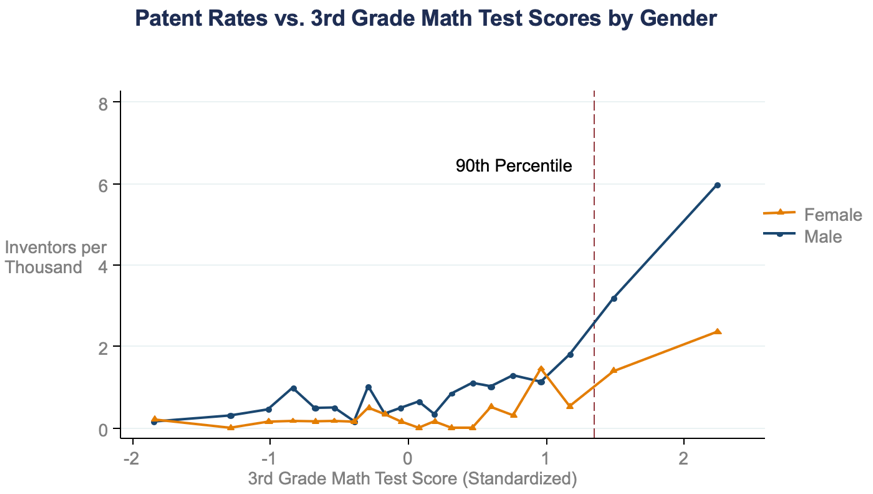 Patent Rates vs. 3rd Grade Math Test Scores by Gender
8
90th Percentile
6
Female
Male
Inventors per
Thousand
4
2
0
-2
-1
0
1
2
3rd Grade Math Test Score (Standardized)